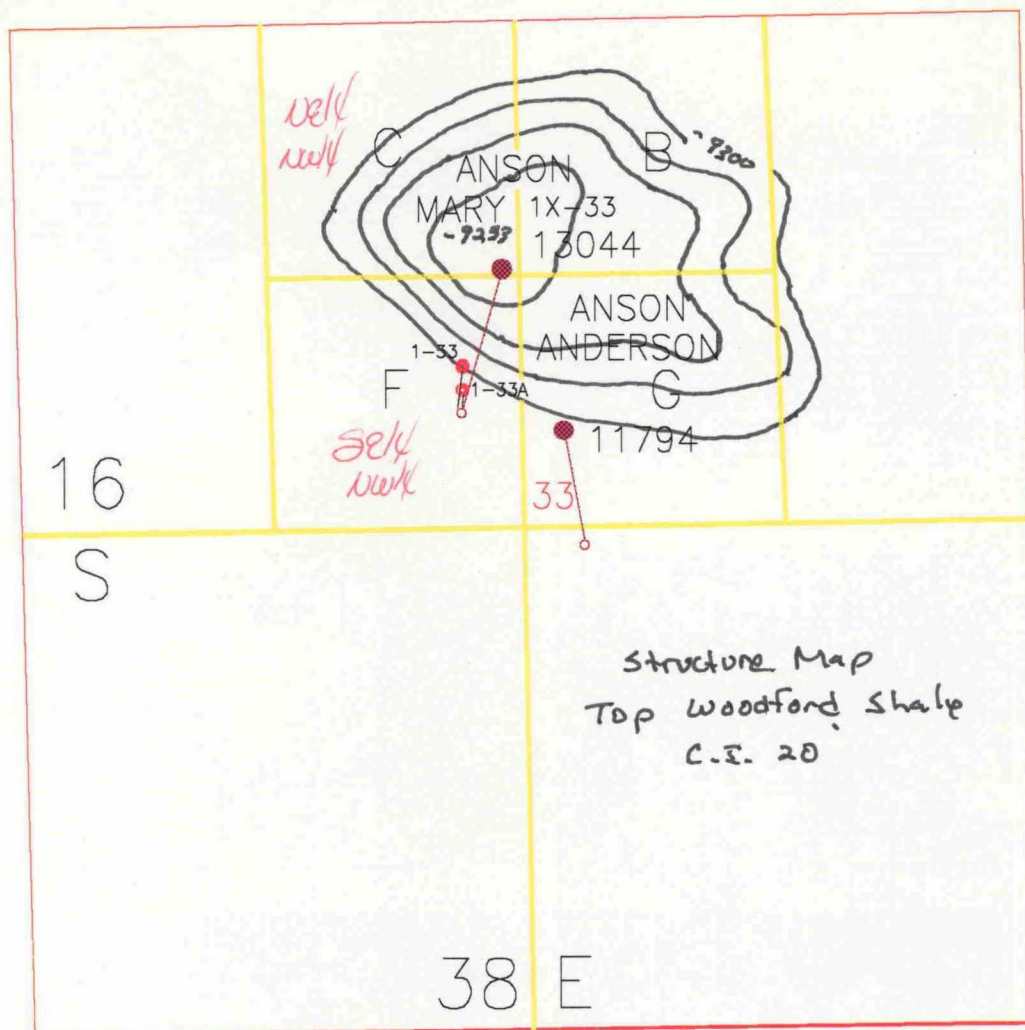 NE/4
NW/4
C
B
-9300
ANSON
MARY 1X-33
-9253
13044
ANSON
ANDERSON
1-33
F
1-33A
G
11794
SE/4
NW/4
16
33
S
Structure Map
Top Woodford Shale
C.I. 20
38 E